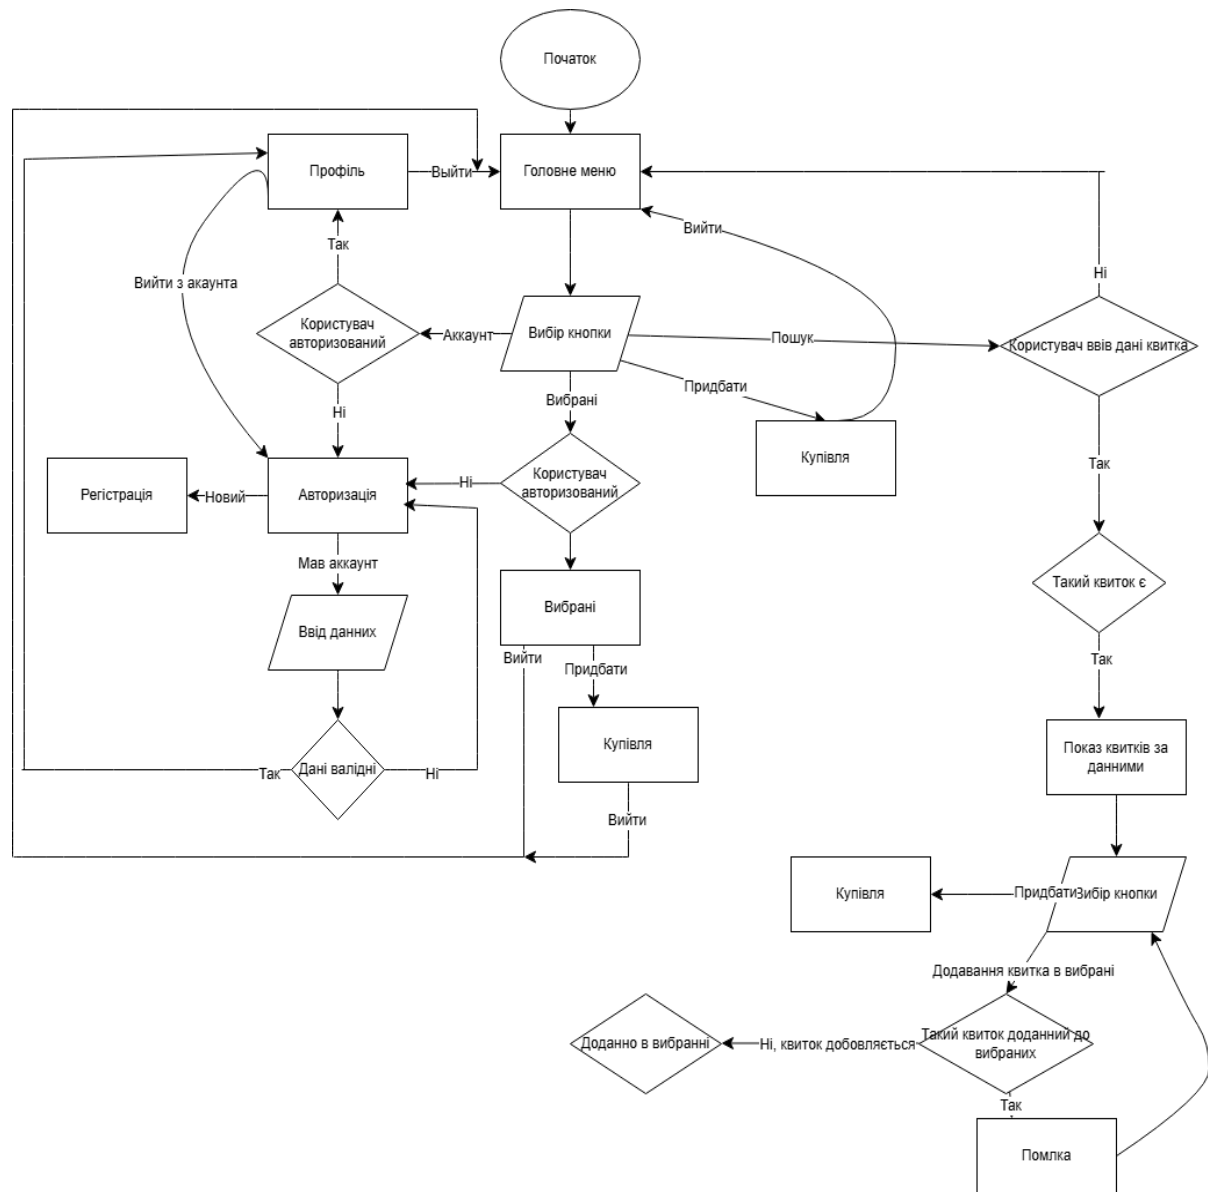 Початок
Профіль
Выйти
Головне меню
Вийти
Так
Ні
Вийти з акаунта
Користувач
авторизований
Аккаунт
Вибір кнопки
Пошук
Користувач ввів дані квитка
Придбати
Вибрані
Ні
Купівля
Так
Регістрація
Новий
Авторизація
Ні
Користувач
авторизований
Мав аккаунт
Такий квиток є
Ввід данних
Вибрані
Вийти
Придбати
Так
Купівля
Показ квитків за
данними
Так
Дані валідні
Ні
Вийти
Купівля
Придбати
Вибір кнопки
Додавання квитка в вибрані
Доданно в вибранні
Ні, квиток добовляється
Такий квиток доданний до
вибраних
Так
Помлка